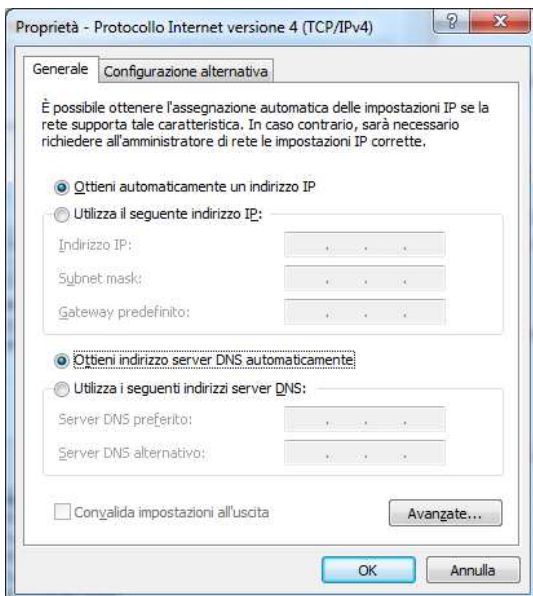 Proprietà - Protocollo Internet versione 4 (TCP/IPv4)
Generale
Configurazione alternativa
È possibile ottenere l'assegnazione automatica delle impostazioni IP se la
rete supporta tale caratteristica. In caso contrario, sarà necessario
richiedere all'amministratore di rete le impostazioni IP corrette.
Ottieni automaticamente un indirizzo IP
Utilizza il seguente indirizzo IP:
Indirizzo IP:
Subnet mask:
Gateway predefinito:
Ottieni indirizzo server DNS automaticamente
Utilizza i seguenti indirizzi server DNS:
Server DNS preferito:
Server DNS alternativo:
Convalida impostazioni all'uscita
Avanzate...
OK
Annulla